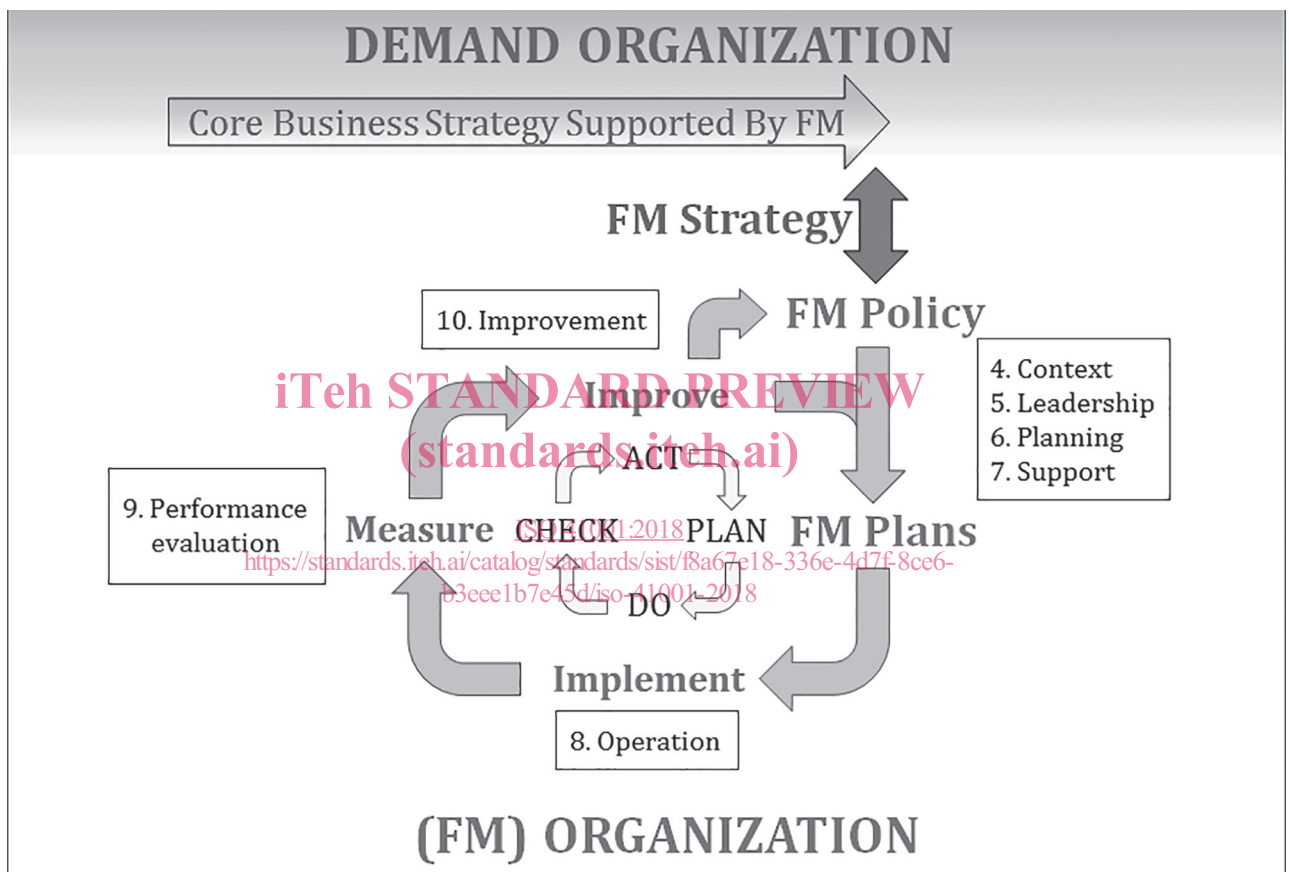 DEMAND ORGANIZATION
Core Business Strategy Supported By FM
FM Strategy
10. Improvement
FM Policy
4. Context
5. Leadership
6. Planning
7. Support
iTeh STANDARD PREVIEW
Improve
(standards.iteh.ai)
ACT
9. Performance
evaluation
Measure
CHECK
PLAN
FM Plans
ISO 41001:2018
https://standards.iteh.ai/catalog/standards/sist/f8a67e18-336e-4d7f-8ce6-
b3eee1b7e45d/iso-41001-2018
DO
Implement
8. Operation
(FM) ORGANIZATION